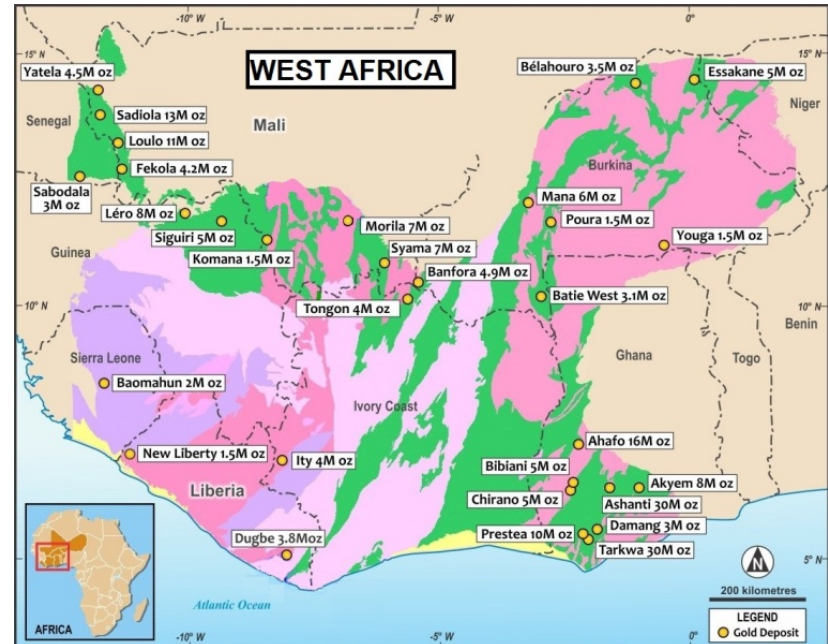 -10° W
-5° W
0°
15° N
15° N
WEST AFRICA
Yatela 4.5M oz
Bélahouro 3.5M oz
Essakane 5M oz
Sadiola 13M oz
Senegal
Mali
Niger
Loulo 11M oz
Fekola 4.2M oz
Burkina
Sabodala
3M oz
Mana 6M oz
Léro 8M oz
Morila 7M oz
Poura 1.5M oz
Siguiri 5M oz
Guinea
Syama 7M oz
Youga 1.5M oz
Komana 1.5M oz
Banfora 4.9M oz
Tongon 4M oz
Batie West 3.1M oz
10° N
10° N
Benin
Sierra Leone
Ghana
Togo
Baomahun 2M oz
Ivory Coast
Ahafo 16M oz
New Liberty 1.5M oz
Ity 4M oz
Bibiani 5M oz
Akyem 8M oz
Liberia
Chirano 5M oz
Ashanti 30M oz
Damang 3M oz
Prestea 10M oz
Dugbe 3.8Moz
Tarkwa 30M oz
5° N
N
200 kilometres
Atlantic Ocean
LEGEND
Gold Deposit
AFRICA
-10° W
-5° W
0°